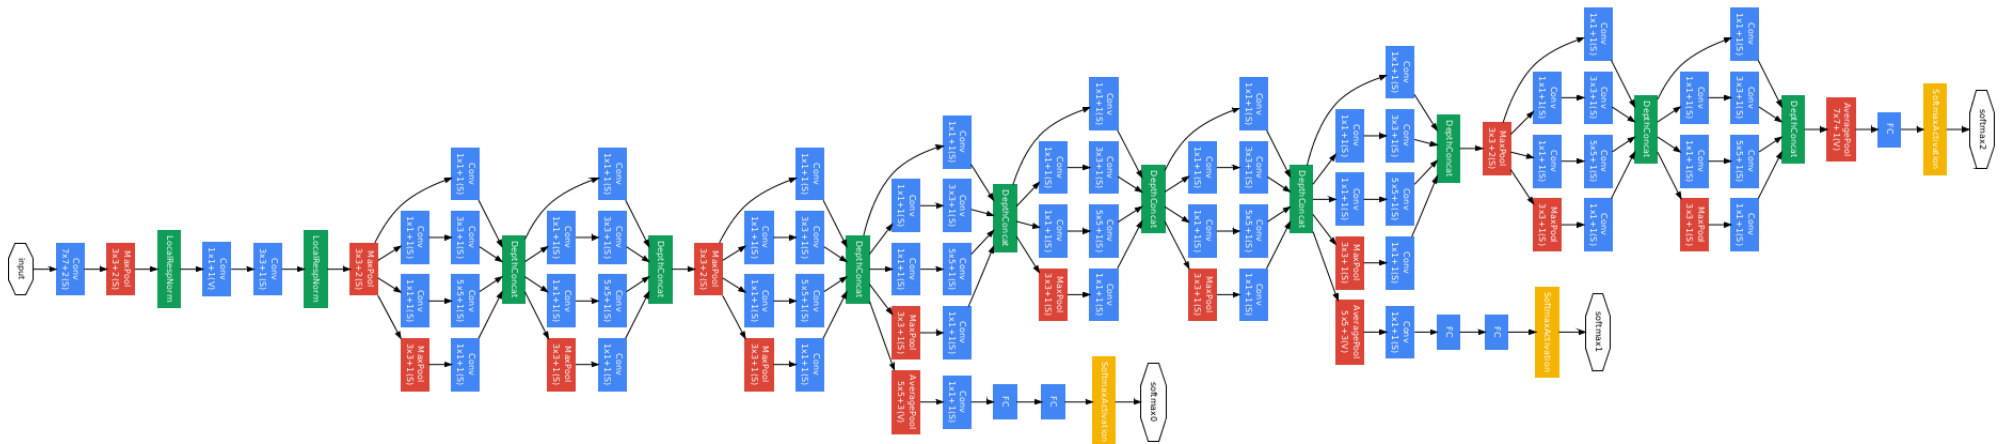 input
Conv
7x7+2(S)
MaxPool
3x3+2(S)
LocalRespNorm
Conv
1x1+1(V)
Conv
3x3+1(S)
LocalRespNorm
MaxPool
3x3+2(S)
Conv
1x1+1(S)
Conv
1x1+1(S)
MaxPool
3x3+1(S)
Conv
1x1+1(S)
Conv
3x3+1(S)
Conv
5x5+1(S)
Conv
1x1+1(S)
DepthConcat
Conv
1x1+1(S)
Conv
1x1+1(S)
MaxPool
3x3+1(S)
Conv
1x1+1(S)
Conv
3x3+1(S)
Conv
5x5+1(S)
Conv
1x1+1(S)
DepthConcat
MaxPool
3x3+2(S)
Conv
1x1+1(S)
Conv
1x1+1(S)
MaxPool
3x3+1(S)
Conv
1x1+1(S)
Conv
3x3+1(S)
Conv
5x5+1(S)
Conv
1x1+1(S)
DepthConcat
Conv
1x1+1(S)
Conv
1x1+1(S)
MaxPool
3x3+1(S)
AveragePool
5x5+3(V)
Conv
1x1+1(S)
Conv
3x3+1(S)
Conv
5x5+1(S)
Conv
1x1+1(S)
Conv
1x1+1(S)
DepthConcat
FC
Conv
1x1+1(S)
Conv
1x1+1(S)
MaxPool
3x3+1(S)
FC
Conv
1x1+1(S)
Conv
3x3+1(S)
Conv
5x5+1(S)
Conv
1x1+1(S)
SoftmaxActivation
DepthConcat
softmax0
Conv
1x1+1(S)
Conv
1x1+1(S)
MaxPool
3x3+1(S)
Conv
1x1+1(S)
Conv
3x3+1(S)
Conv
5x5+1(S)
Conv
1x1+1(S)
DepthConcat
Conv
1x1+1(S)
Conv
1x1+1(S)
MaxPool
3x3+1(S)
AveragePool
5x5+3(V)
Conv
1x1+1(S)
Conv
3x3+1(S)
Conv
5x5+1(S)
Conv
1x1+1(S)
Conv
1x1+1(S)
DepthConcat
FC
MaxPool
3x3+2(S)
FC
Conv
1x1+1(S)
Conv
1x1+1(S)
MaxPool
3x3+1(S)
SoftmaxActivation
Conv
1x1+1(S)
Conv
3x3+1(S)
Conv
5x5+1(S)
Conv
1x1+1(S)
softmax1
DepthConcat
Conv
1x1+1(S)
Conv
1x1+1(S)
MaxPool
3x3+1(S)
Conv
1x1+1(S)
Conv
3x3+1(S)
Conv
5x5+1(S)
Conv
1x1+1(S)
DepthConcat
AveragePool
7x7+1(V)
FC
SoftmaxActivation
softmax2